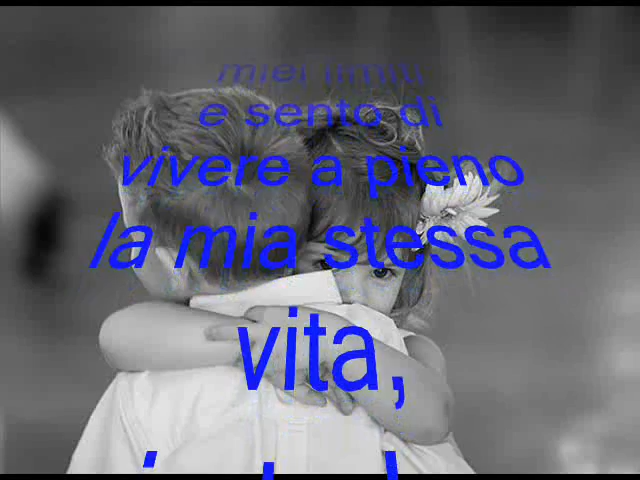 miei limiti
e sento di
vivere a pieno
la mia stessa
vita,